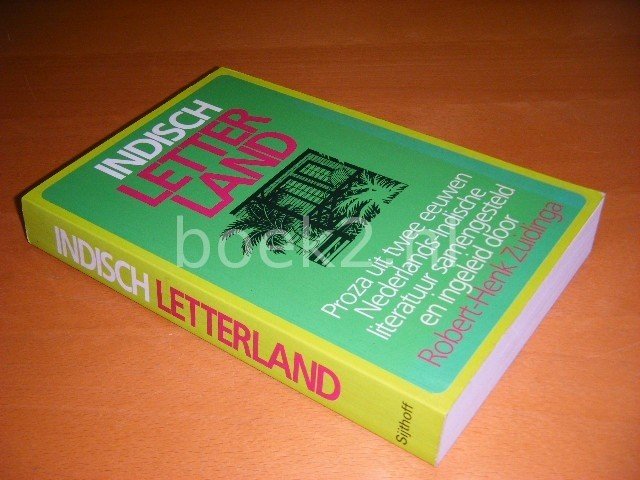 INDISCH
LETTER
LAND
Proza uit twee eeuwen
Nederlands-Indische
literatuur samengesteld
en ingeleid door
Robert-Henk Zuidinga
INDISCH LETTERLAND
Sijthoff
boek2.nl